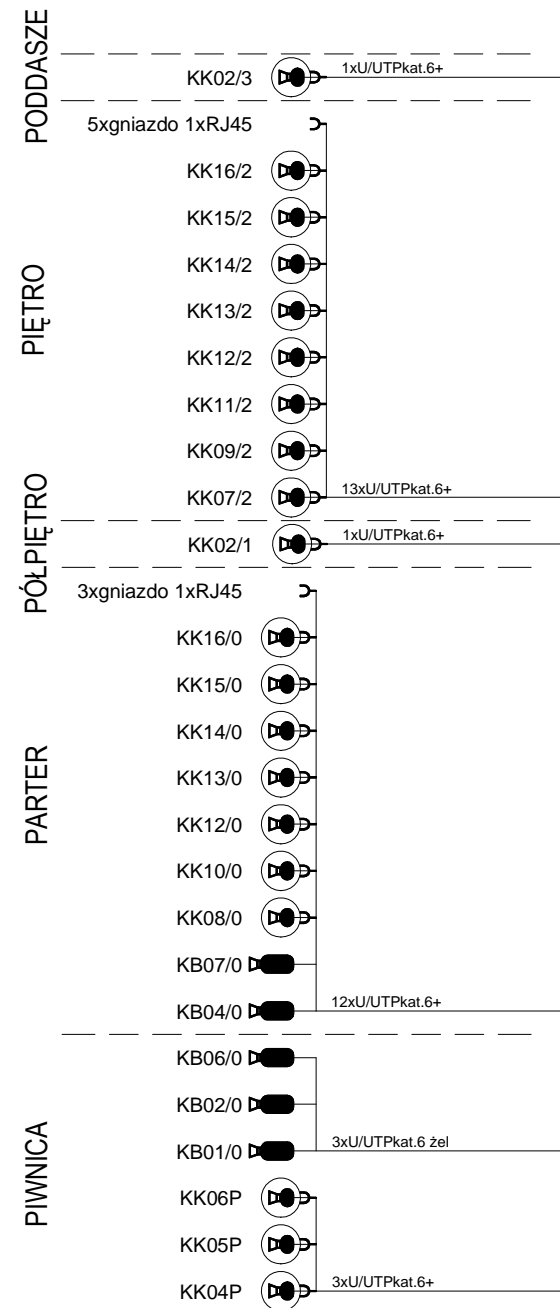 PODDASZE
KK02/3 1xU/UTPkat.6+
PIĘTRO
5xgniazdo 1xRJ45
KK16/2
KK15/2
KK14/2
KK13/2
KK12/2
KK11/2
KK09/2
KK07/2 13xU/UTPkat.6+
PÓŁPIĘTRO
KK02/1 1xU/UTPkat.6+
PARTER
3xgniazdo 1xRJ45
KK16/0
KK15/0
KK14/0
KK13/0
KK12/0
KK10/0
KK08/0
KB07/0
KB04/0 12xU/UTPkat.6+
PIWNICA
KB06/0
KB02/0
KB01/0 3xU/UTPkat.6 żel
KK06P
KK05P
KK04P 3xU/UTPkat.6+